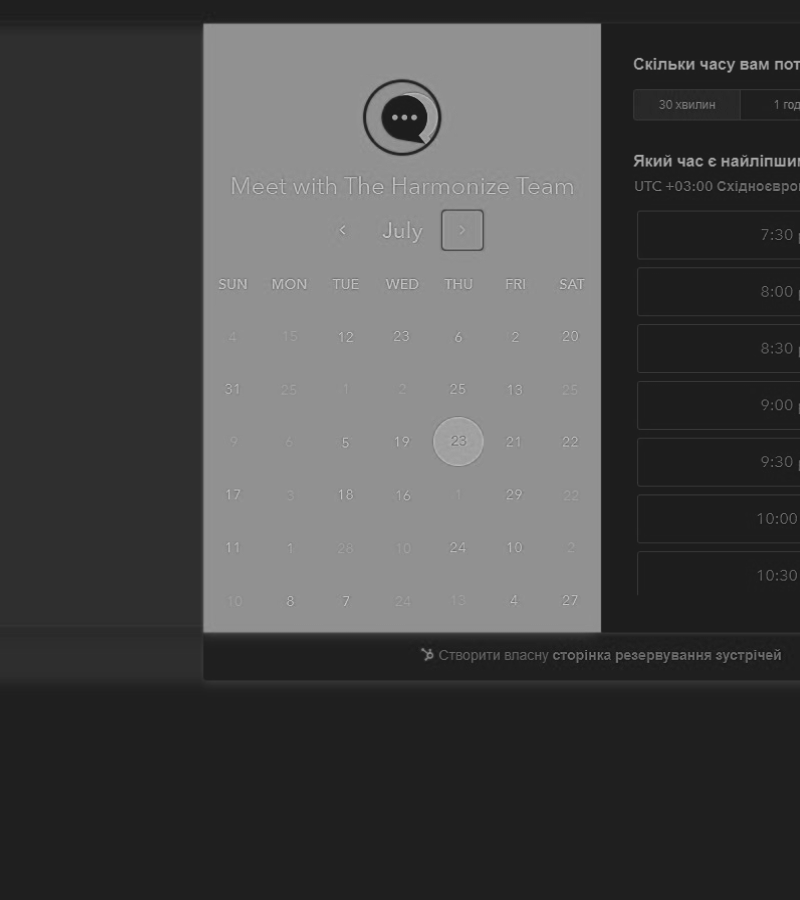 Meet with The Harmonize Team
July
SUN MON TUE WED THU FRI SAT
4 15 12 23 6 2 20
31 25 1 2 25 13 25
9 6 5 19 23 21 22
17 3 18 16 1 29 22
11 1 28 10 24 10 2
10 8 7 24 13 4 27
Скільки часу вам пот
30 хвилин 1 год
Який час є найліпши
UTC +03:00 Східноєвро
7:30
8:00
8:30
9:00
9:30
10:00
10:30
Створити власну сторінка резервування зустрічей